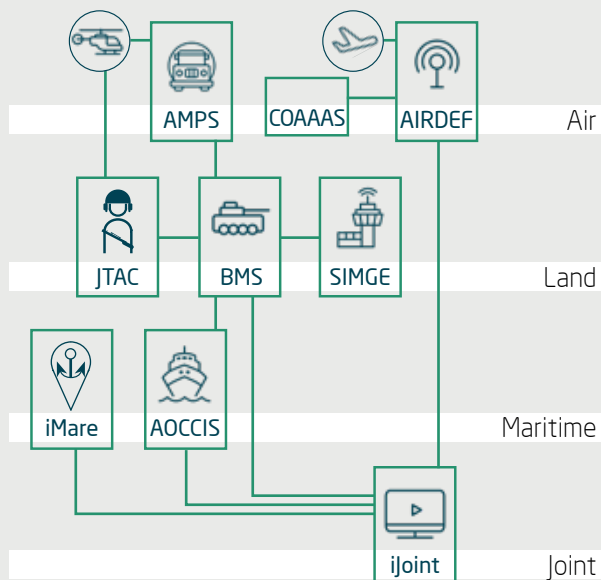 AMPS
COAAAS
AIRDEF
Air
JTAC
BMS
SIMGE
Land
iMare
AOCCIS
Maritime
iJoint
Joint